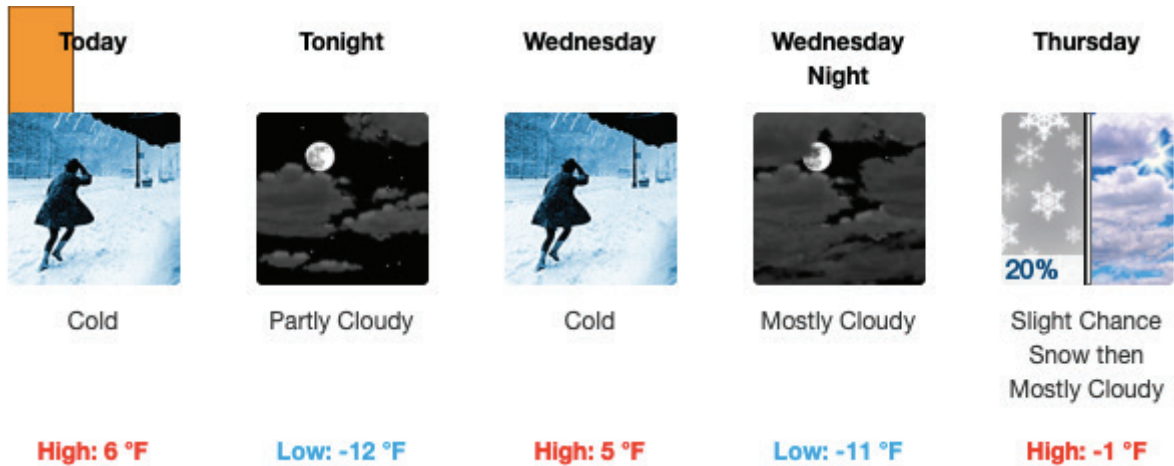 Today
Tonight
Wednesday
Wednesday
Night
Thursday
20%
Cold
Partly Cloudy
Cold
Mostly Cloudy
Slight Chance
Snow then
Mostly Cloudy
High: 6 °F
Low: -12 °F
High: 5 °F
Low: -11 °F
High: -1 °F